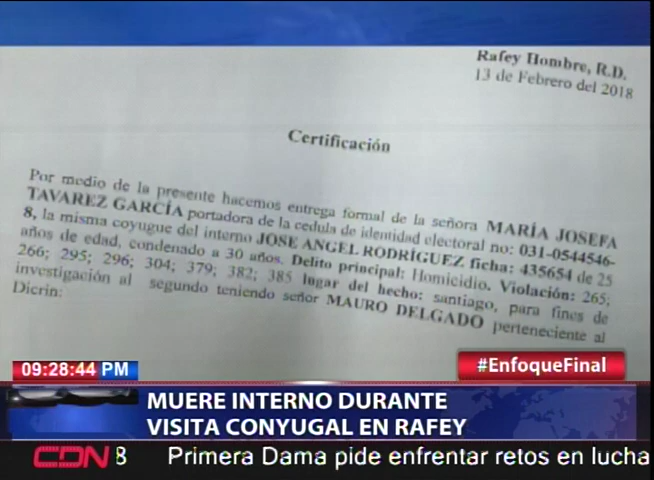 Rafey Hombre, R.D.
13 de Febrero del 2018
Certificación
Por medio de la presente hacemos entrega formal de la señora MARÍA JOSEFA
TAVAREZ GARCÍA portadora de la cedula de identidad electoral no: 031-0544546-
8, la misma coyugue del interno JOSE ANGEL RODRÍGUEZ ficha: 435654 de 25
años de edad, condenado a 30 años. Delito principal: Homicidio. Violación: 265;
266; 295; 296; 304; 379; 382; 385 lugar del hecho: santiago, para fines de
investigación al segundo teniendo señor MAURO DELGADO perteneciente al
Dicrin:
09:28:44 PM
#EnfoqueFinal
MUERE INTERNO DURANTE
VISITA CONYUGAL EN RAFEY
CDN 8 Primera Dama pide enfrentar retos en lucha